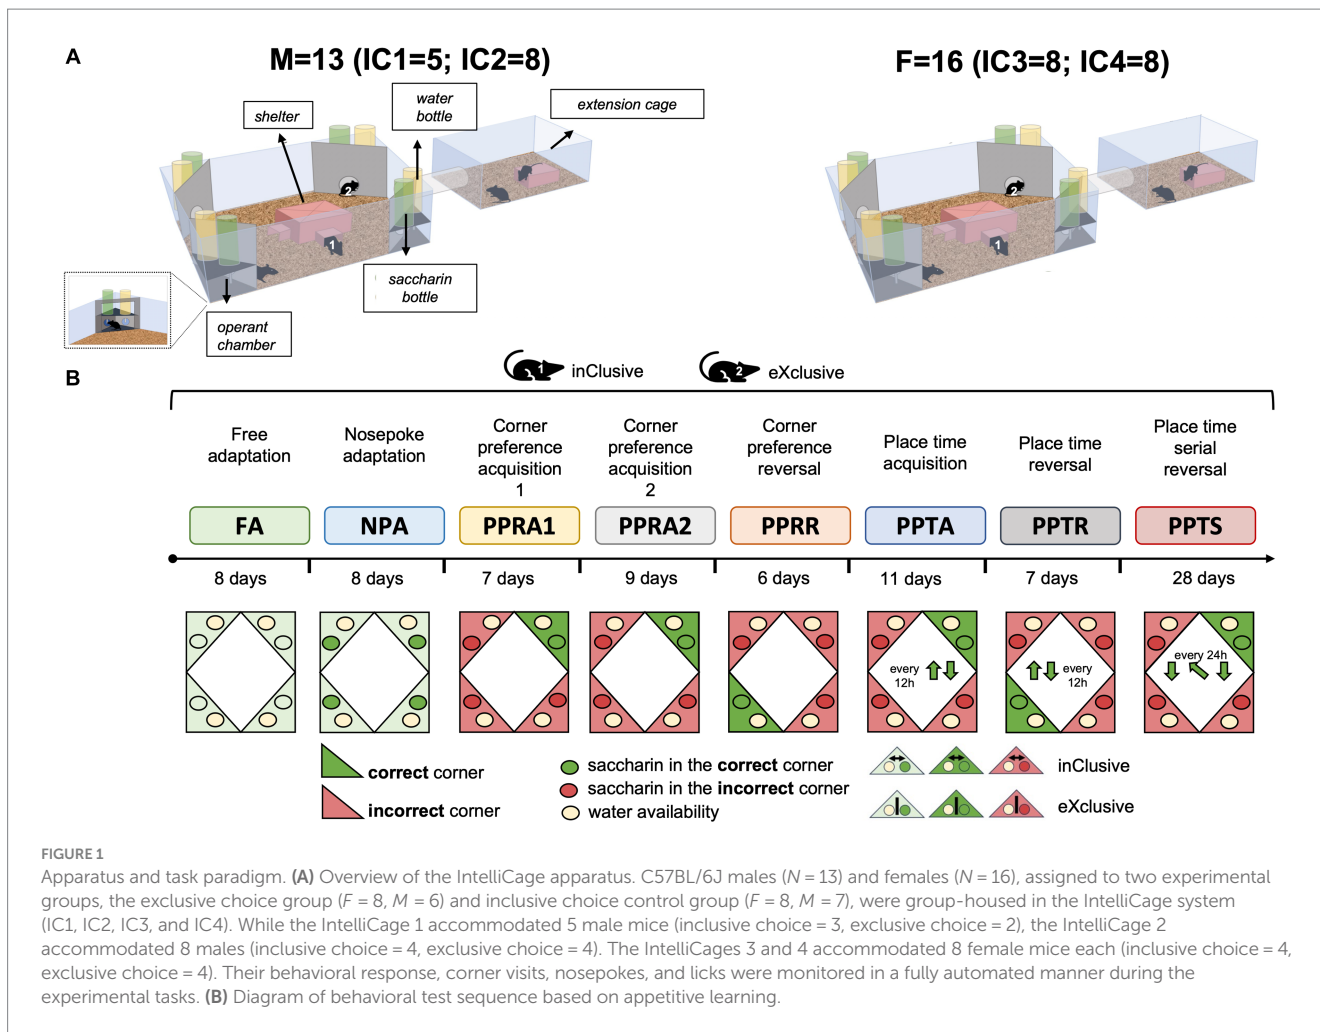 A
M=13 (IC1=5; IC2=8)
F=16 (IC3=8; IC4=8)
shelter
water
bottle
extension cage
2
1
2
1
saccharin
bottle
operant
chamber
B
1 inClusive
2 eXclusive
Free
adaptation
Nosepoke
adaptation
Corner
preference
acquisition
1
Corner
preference
acquisition
2
Corner
preference
reversal
Place time
acquisition
Place time
reversal
Place time
serial
reversal
FA
NPA
PPRA1
PPRA2
PPRR
PPTA
PPTR
PPTS
8 days
8 days
7 days
9 days
6 days
11 days
7 days
28 days
every
12h
every
12h
every 24h
correct corner
incorrect corner
saccharin in the correct corner
saccharin in the incorrect corner
water availability
inClusive
eXclusive
FIGURE 1
Apparatus and task paradigm. (A) Overview of the IntelliCage apparatus. C57BL/6J males (N = 13) and females (N = 16), assigned to two experimental
groups, the exclusive choice group (F = 8, M = 6) and inclusive choice control group (F = 8, M = 7), were group-housed in the IntelliCage system
(IC1, IC2, IC3, and IC4). While the IntelliCage 1 accommodated 5 male mice (inclusive choice = 3, exclusive choice = 2), the IntelliCage 2
accommodated 8 males (inclusive choice = 4, exclusive choice = 4). The IntelliCages 3 and 4 accommodated 8 female mice each (inclusive choice = 4,
exclusive choice = 4). Their behavioral response, corner visits, nosepokes, and licks were monitored in a fully automated manner during the
experimental tasks. (B) Diagram of behavioral test sequence based on appetitive learning.